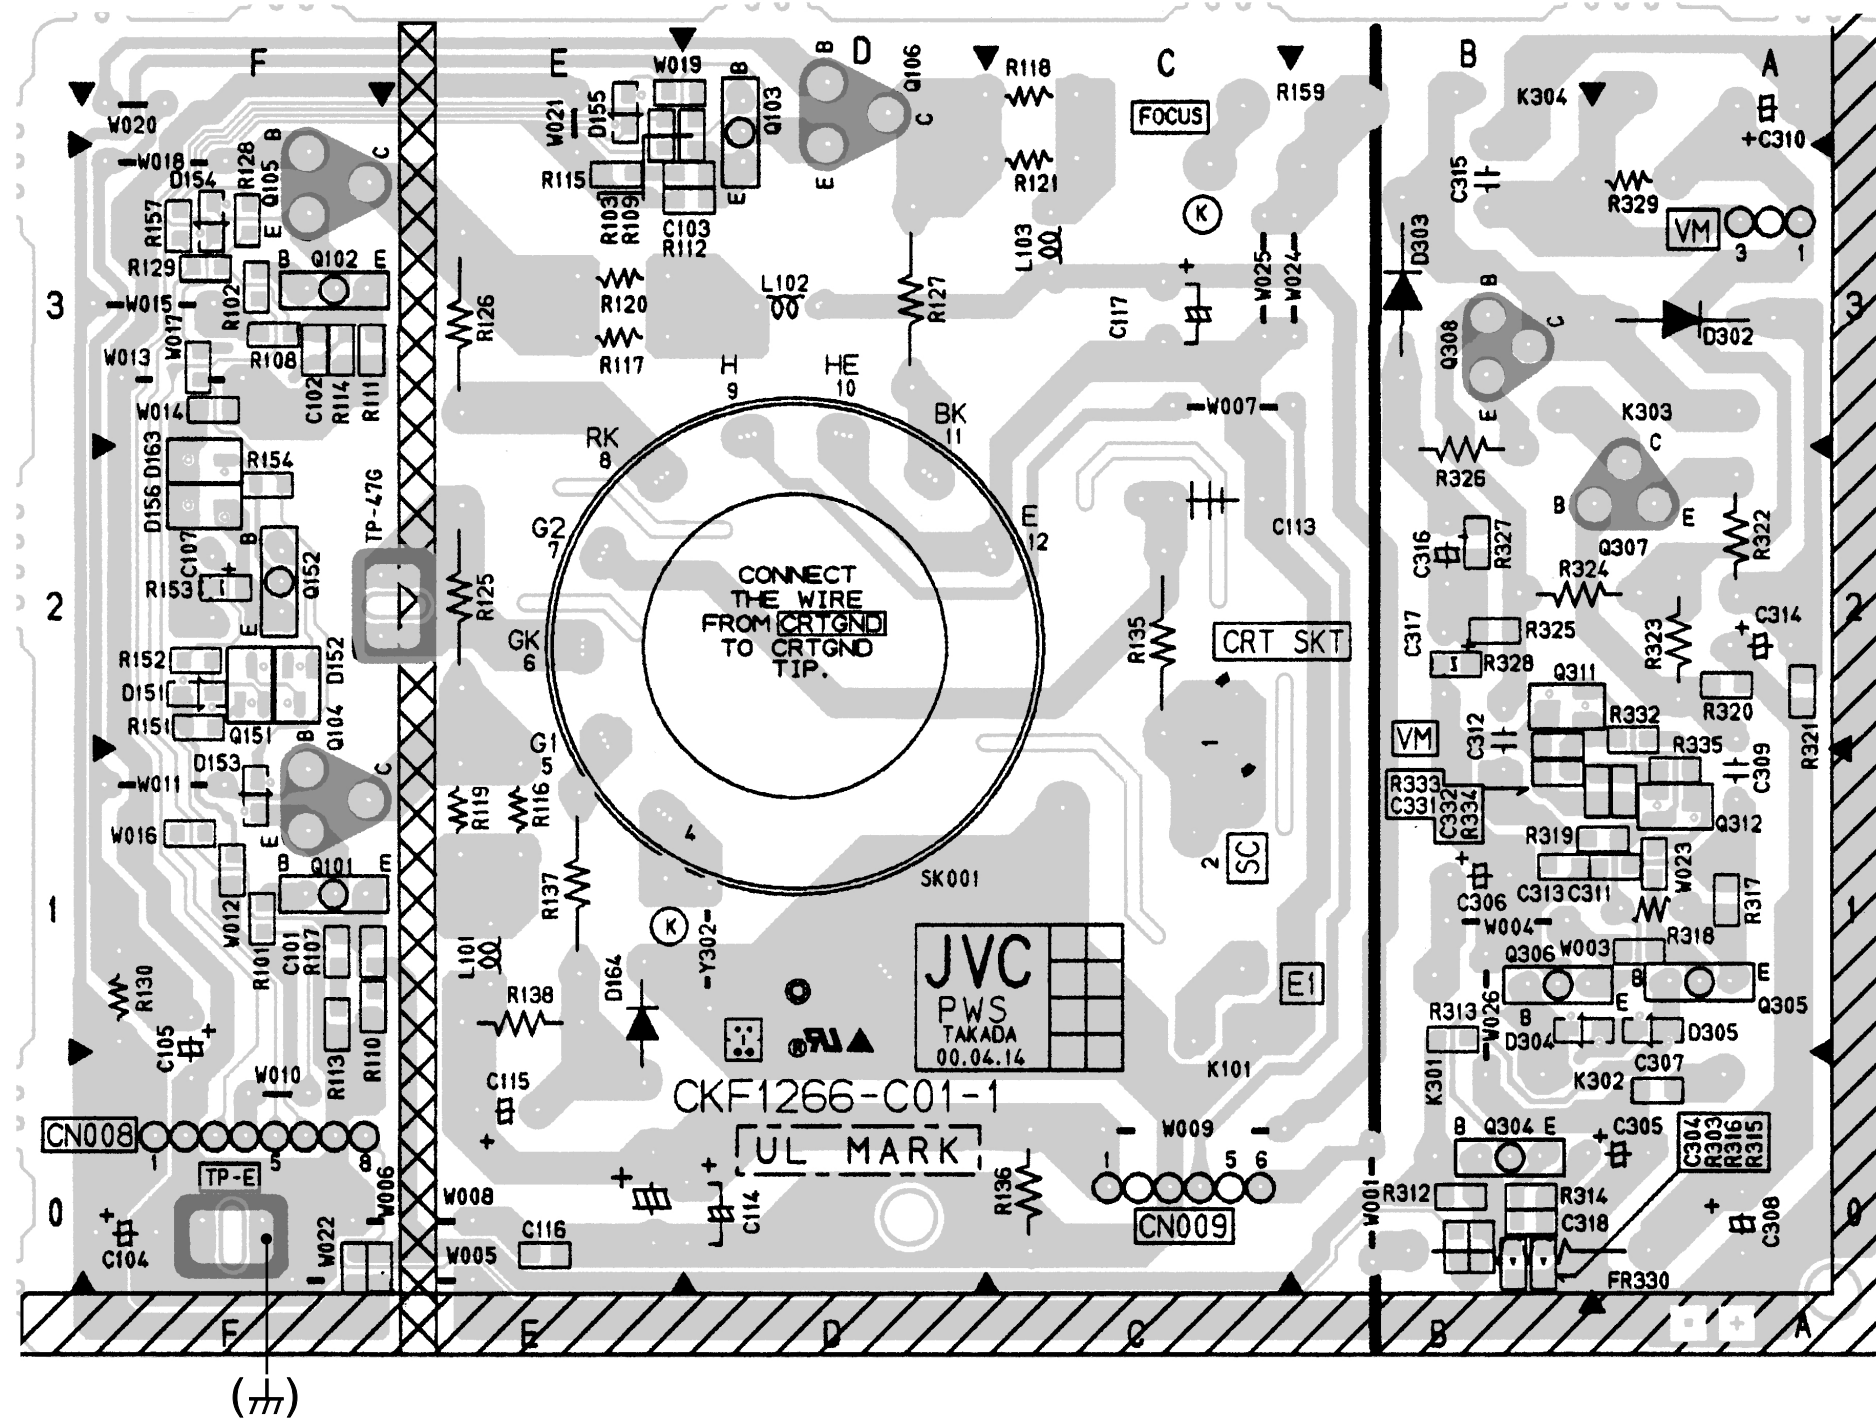 F E D C B A
W020
W018
D154
R128
Q105
B
C
E
R157
R129
W015
R102
B Q102 E
W017
R108
W013
C102
R114
R111
W014
D163
R154
D156
TP-47G
C107
B
R153
Q152
E
R152
D151
R151
Q151
D152
Q104
B
C
E
D153
W011
W016
B Q101 E
W012
R101
C101
R107
R130
C105
+
R113
R110
W010
CN008
1 5 8
TP-E
W006
W022
C104
+
W008
W005
W019
W021
D155
B
Q103
E
R115
R103
R109
C103
R112
B
Q106
C
E
R118
R121
FOCUS
R159
K
L103
L102
R120
R117
R126
R127
C117
+
W025
W024
W007
H
9
HE
10
BK
11
RK
8
G2
7
E
12
GK
6
G1
5
4
CONNECT
THE WIRE
FROM CRTGND
TO CRTGND
TIP.
R125
R135
C113
CRT SKT
1
2
SC
R119
R116
R137
SK001
K
Y302
L101
D164
R138
JVC
PWS
TAKADA
00.04.14
E1
K101
C115
+
CKF1266-C01-1
UL MARK
W009
1 5 6
CN009
R136
C114
+
+
C116
W001
K304
+C310
C315
R329
VM
3 1
D303
B
Q308
C
E
D302
K303
R326
C
B
E
Q307
R322
C316
R327
R324
C317
R325
R328
R323
C314
+
Q311
R320
R321
VM
C312
R332
R335
C309
R333
C331
C332
R334
Q312
R319
C313 C311
W023
C306
+
R317
W004
R318
Q306
W003
B
E
Q305
B
E
R313
W026
D304
D305
C307
K301
K302
B Q304 E
C305
+
C304
R303
R316
R315
R312
R314
C318
C308
+
FR330
3
2
1
0
3
2
1
0
F E D C B A